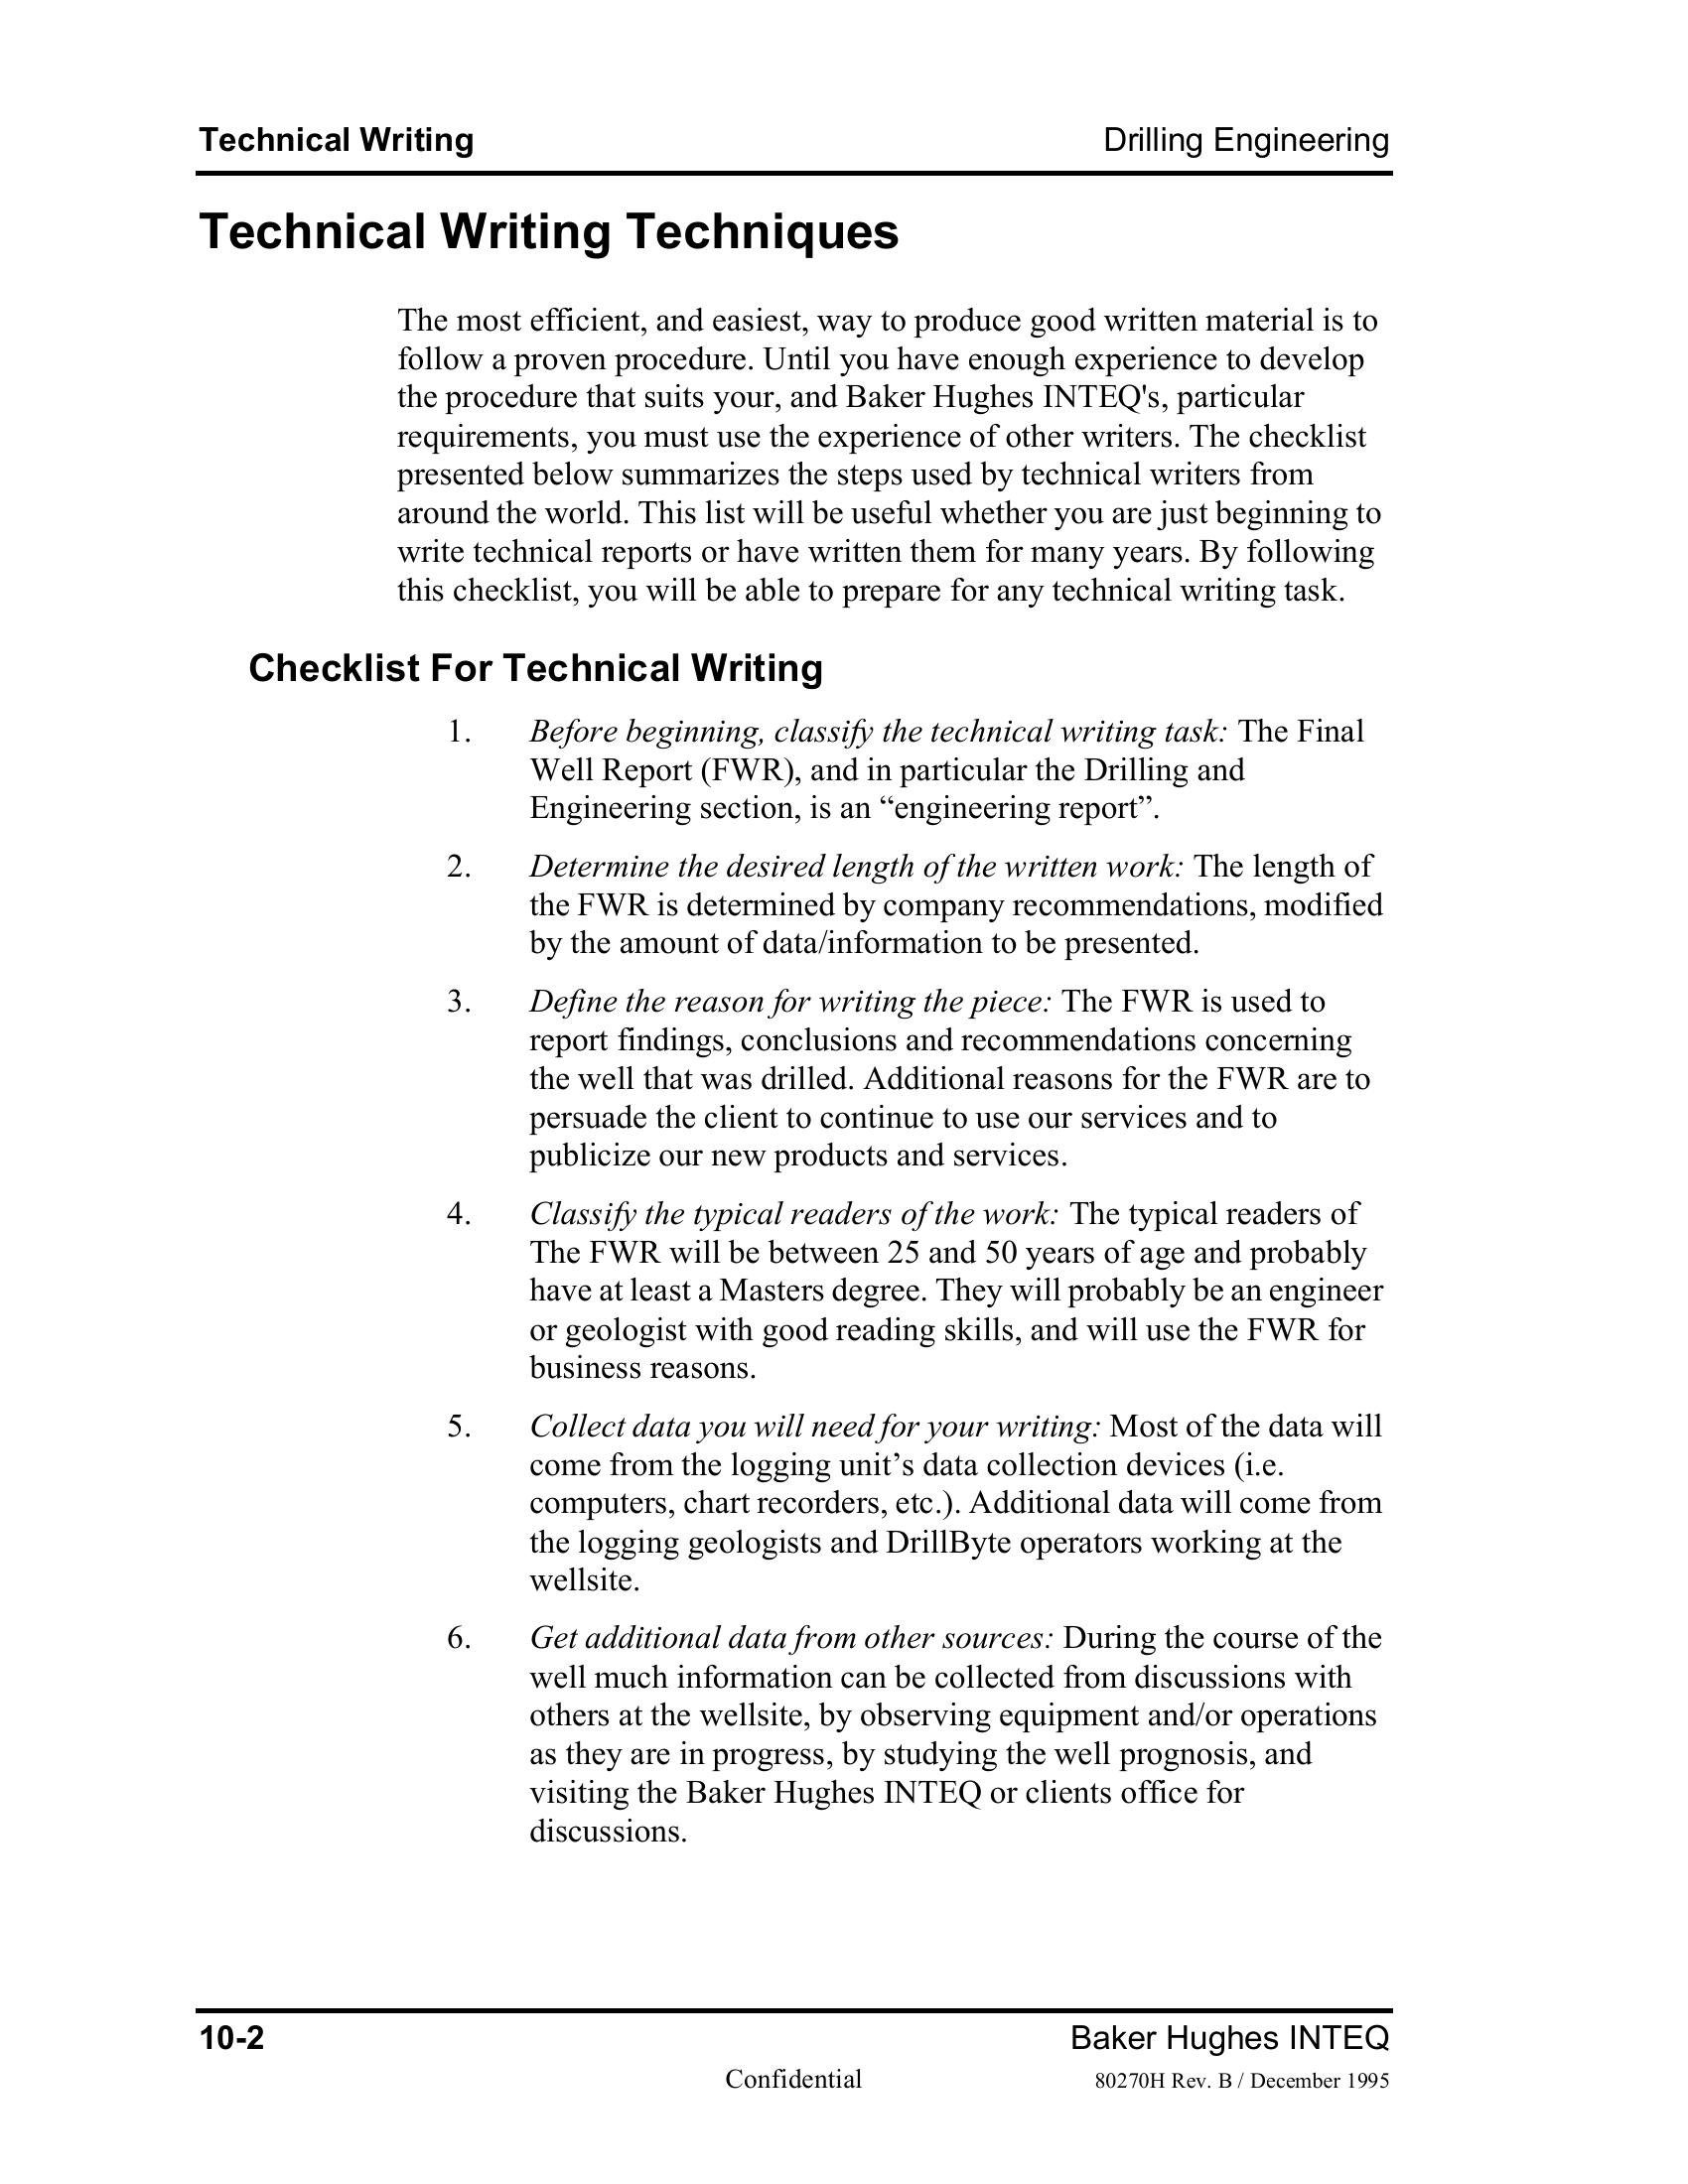 Technical Writing Drilling Engineering
Technical Writing Techniques
The most efficient, and easiest, way to produce good written material is to
follow a proven procedure. Until you have enough experience to develop
the procedure that suits your, and Baker Hughes INTEQ's, particular
requirements, you must use the experience of other writers. The checklist
presented below summarizes the steps used by technical writers from
around the world. This list will be useful whether you are just beginning to
write technical reports or have written them for many years. By following
this checklist, you will be able to prepare for any technical writing task.
Checklist For Technical Writing
1. Before beginning, classify the technical writing task: The Final
Well Report (FWR), and in particular the Drilling and
Engineering section, is an “engineering report”.
2. Determine the desired length of the written work: The length of
the FWR is determined by company recommendations, modified
by the amount of data/information to be presented.
3. Define the reason for writing the piece: The FWR is used to
report findings, conclusions and recommendations concerning
the well that was drilled. Additional reasons for the FWR are to
persuade the client to continue to use our services and to
publicize our new products and services.
4. Classify the typical readers of the work: The typical readers of
The FWR will be between 25 and 50 years of age and probably
have at least a Masters degree. They will probably be an engineer
or geologist with good reading skills, and will use the FWR for
business reasons.
5. Collect data you will need for your writing: Most of the data will
come from the logging unit’s data collection devices (i.e.
computers, chart recorders, etc.). Additional data will come from
the logging geologists and DrillByte operators working at the
wellsite.
6. Get additional data from other sources: During the course of the
well much information can be collected from discussions with
others at the wellsite, by observing equipment and/or operations
as they are in progress, by studying the well prognosis, and
visiting the Baker Hughes INTEQ or clients office for
discussions.
10-2 Baker Hughes INTEQ
Confidential 80270H Rev. B / December 1995